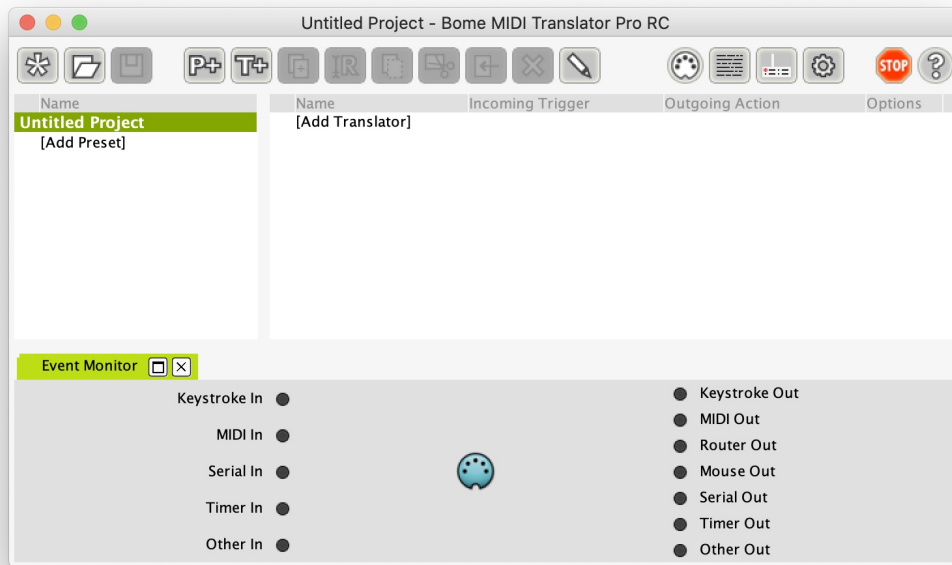 Untitled Project - Bome MIDI Translator Pro RC
P+ T+ IR STOP ?
Name
Untitled Project
[Add Preset]
Name Incoming Trigger Outgoing Action Options
[Add Translator]
Event Monitor
Keystroke In
MIDI In
Serial In
Timer In
Other In
Keystroke Out
MIDI Out
Router Out
Mouse Out
Serial Out
Timer Out
Other Out